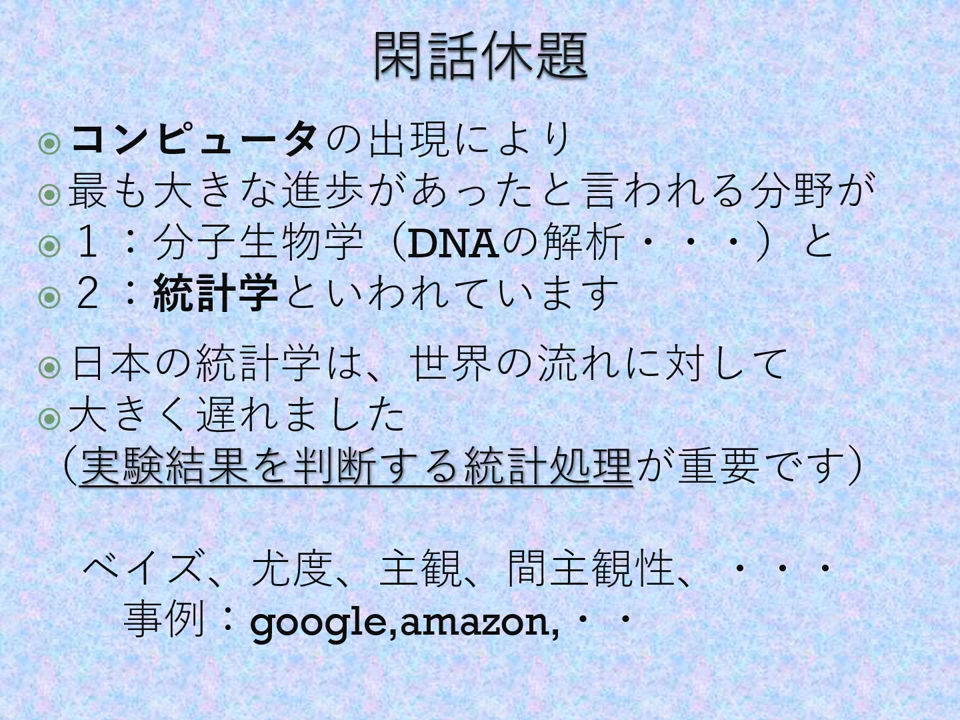 閑話休題
コンピュータの出現により
最も大きな進歩があったと言われる分野が
１：分子生物学（DNAの解析・・・）と
２：統計学といわれています
日本の統計学は、世界の流れに対して
大きく遅れました
（実験結果を判断する統計処理が重要です）
ベイズ、尤度、主観、間主観性、・・・
事例：google,amazon,・・